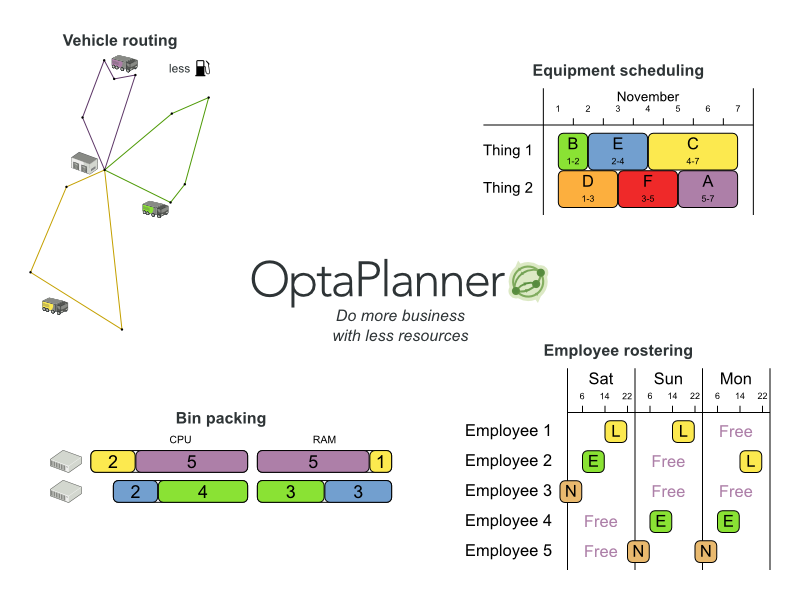 Vehicle routing
less
Equipment scheduling
November
1 2 3 4 5 6 7
Thing 1 B E C
1-2 2-4 4-7
Thing 2 D F A
1-3 3-5 5-7
OptaPlanner
Do more business
with less resources
Employee rostering
Sat Sun Mon
6 14 22 6 14 22 6 14 22
Employee 1 L L Free
Employee 2 E Free L
Employee 3 N Free Free
Employee 4 Free E E
Employee 5 Free N N
Bin packing
CPU RAM
2 5 5 1
2 4 3 3